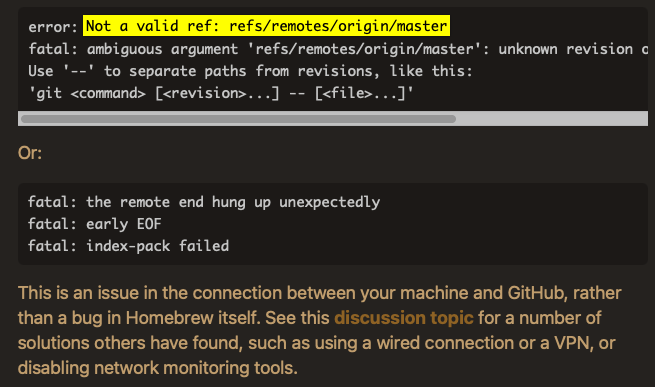 error: Not a valid ref: refs/remotes/origin/master
fatal: ambiguous argument 'refs/remotes/origin/master': unknown revision o
Use '--' to separate paths from revisions, like this:
'git <command> [<revision>...] -- [<file>...]'
Or:
fatal: the remote end hung up unexpectedly
fatal: early EOF
fatal: index-pack failed
This is an issue in the connection between your machine and GitHub, rather
than a bug in Homebrew itself. See this discussion topic for a number of
solutions others have found, such as using a wired connection or a VPN, or
disabling network monitoring tools.